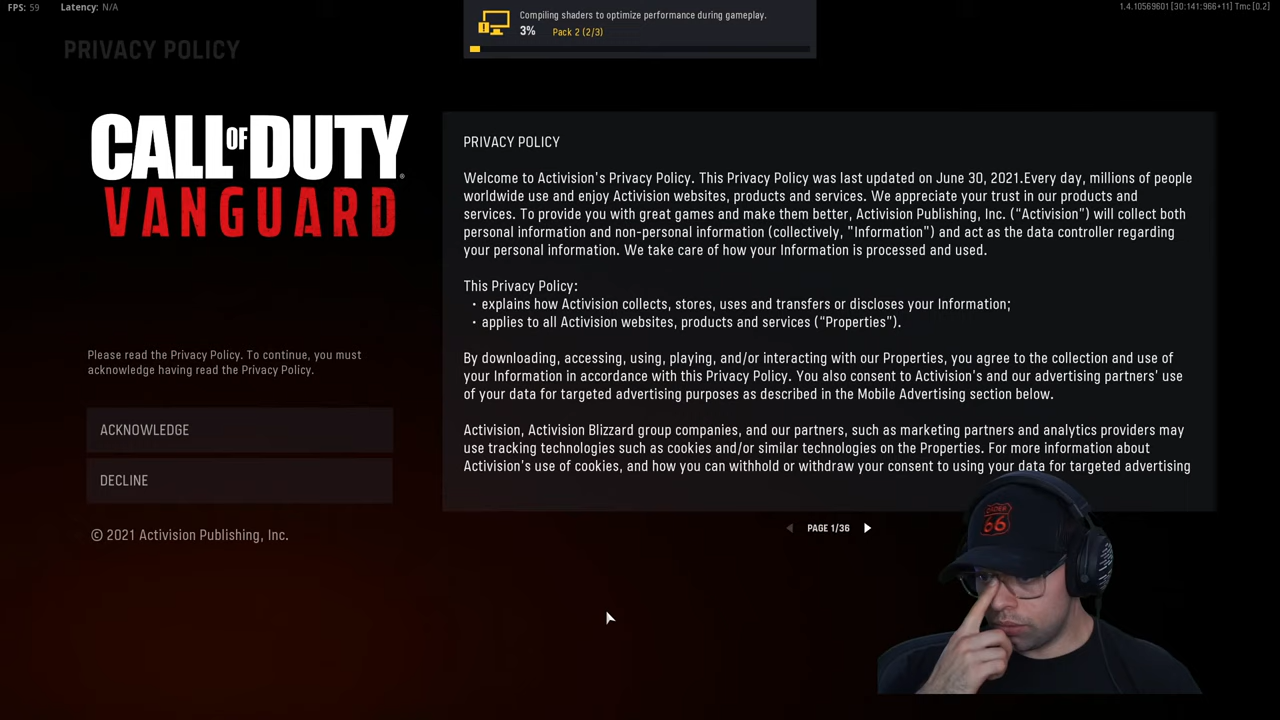 FPS: 59 Latency: N/A
Compiling shaders to optimize performance during gameplay.
3% Pack 2 (2/3)
1.4.10569601 [30:141:966+11] Tmc [0.2]
PRIVACY POLICY
CALL OF DUTY
VANGUARD
Please read the Privacy Policy. To continue, you must
acknowledge having read the Privacy Policy.
ACKNOWLEDGE
DECLINE
© 2021 Activision Publishing, Inc.
PRIVACY POLICY
Welcome to Activision's Privacy Policy. This Privacy Policy was last updated on June 30, 2021.Every day, millions of people
worldwide use and enjoy Activision websites, products and services. We appreciate your trust in our products and
services. To provide you with great games and make them better, Activision Publishing, Inc. (“Activision”) will collect both
personal information and non-personal information (collectively, "Information") and act as the data controller regarding
your personal information. We take care of how your Information is processed and used.
This Privacy Policy:
• explains how Activision collects, stores, uses and transfers or discloses your Information;
• applies to all Activision websites, products and services (“Properties”).
By downloading, accessing, using, playing, and/or interacting with our Properties, you agree to the collection and use of
your Information in accordance with this Privacy Policy. You also consent to Activision's and our advertising partners’ use
of your data for targeted advertising purposes as described in the Mobile Advertising section below.
Activision, Activision Blizzard group companies, and our partners, such as marketing partners and analytics providers may
use tracking technologies such as cookies and/or similar technologies on the Properties. For more information about
Activision's use of cookies, and how you can withhold or withdraw your consent to using your data for targeted advertising
PAGE 1/36
66